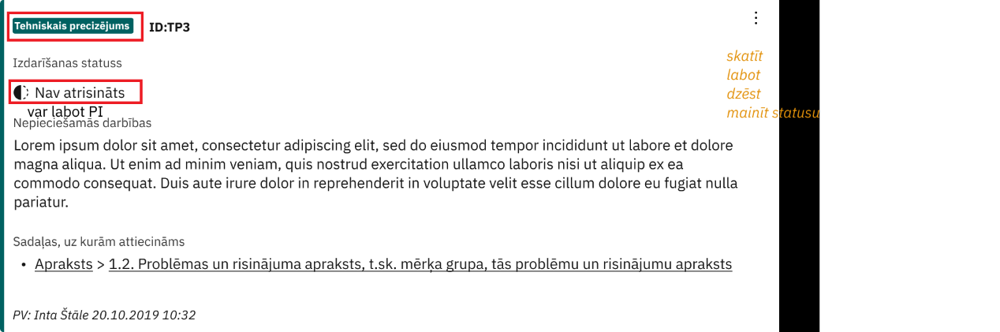 Tehniskais precizējums ID:TP3
Izdarīšanas statuss
Nav atrisināts
var labot PI
Nepieciešamās darbības
Lorem ipsum dolor sit amet, consectetur adipiscing elit, sed do eiusmod tempor incididunt ut labore et dolore
magna aliqua. Ut enim ad minim veniam, quis nostrud exercitation ullamco laboris nisi ut aliquip ex ea
commodo consequat. Duis aute irure dolor in reprehenderit in voluptate velit esse cillum dolore eu fugiat nulla
pariatur.
Sadaļas, uz kurām attiecināms
• Apraksts > 1.2. Problēmas un risinājuma apraksts, t.sk. mērķa grupa, tās problēmu un risinājumu apraksts
PV: Inta Štāle 20.10.2019 10:32
skatīt
labot
dzēst
mainīt statusu